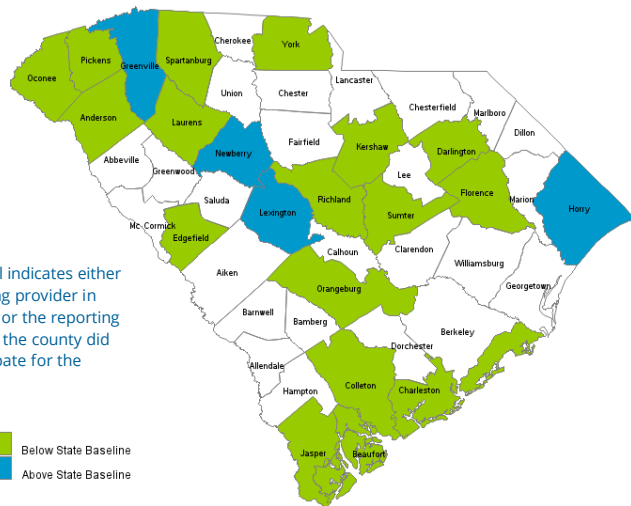 Cherokee
York
Spartanburg
Greenville
Pickens
Oconee
Lancaster
Union
Chester
Anderson
Chesterfield
Marlboro
Laurens
Dillon
Fairfield
Kershaw
Newberry
Darlington
Abbeville
Greenwood
Lee
Florence
Marion
Saluda
Richland
Horry
Lexington
Sumter
Mc Cormick
Edgefield
Calhoun
Clarendon
Williamsburg
Aiken
Georgetown
Orangeburg
Barnwell
Bamberg
Berkeley
Dorchester
Allendale
Colleton
Charleston
Hampton
Jasper
Beaufort
l indicates either
g provider in
or the reporting
the county did
pate for the
Below State Baseline
Above State Baseline